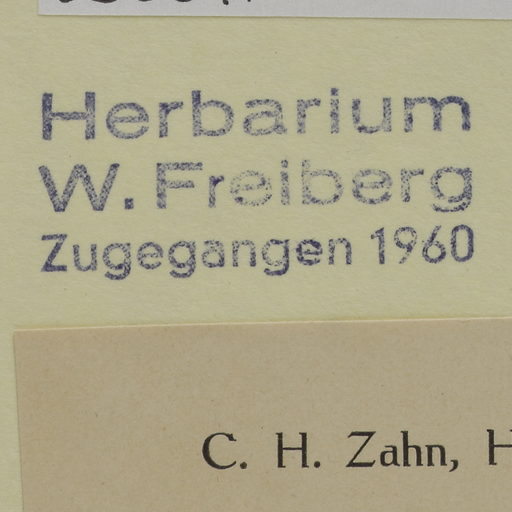 Herbarium
W. Freiberg
Zugegangen 1960
C. H. Zahn, H